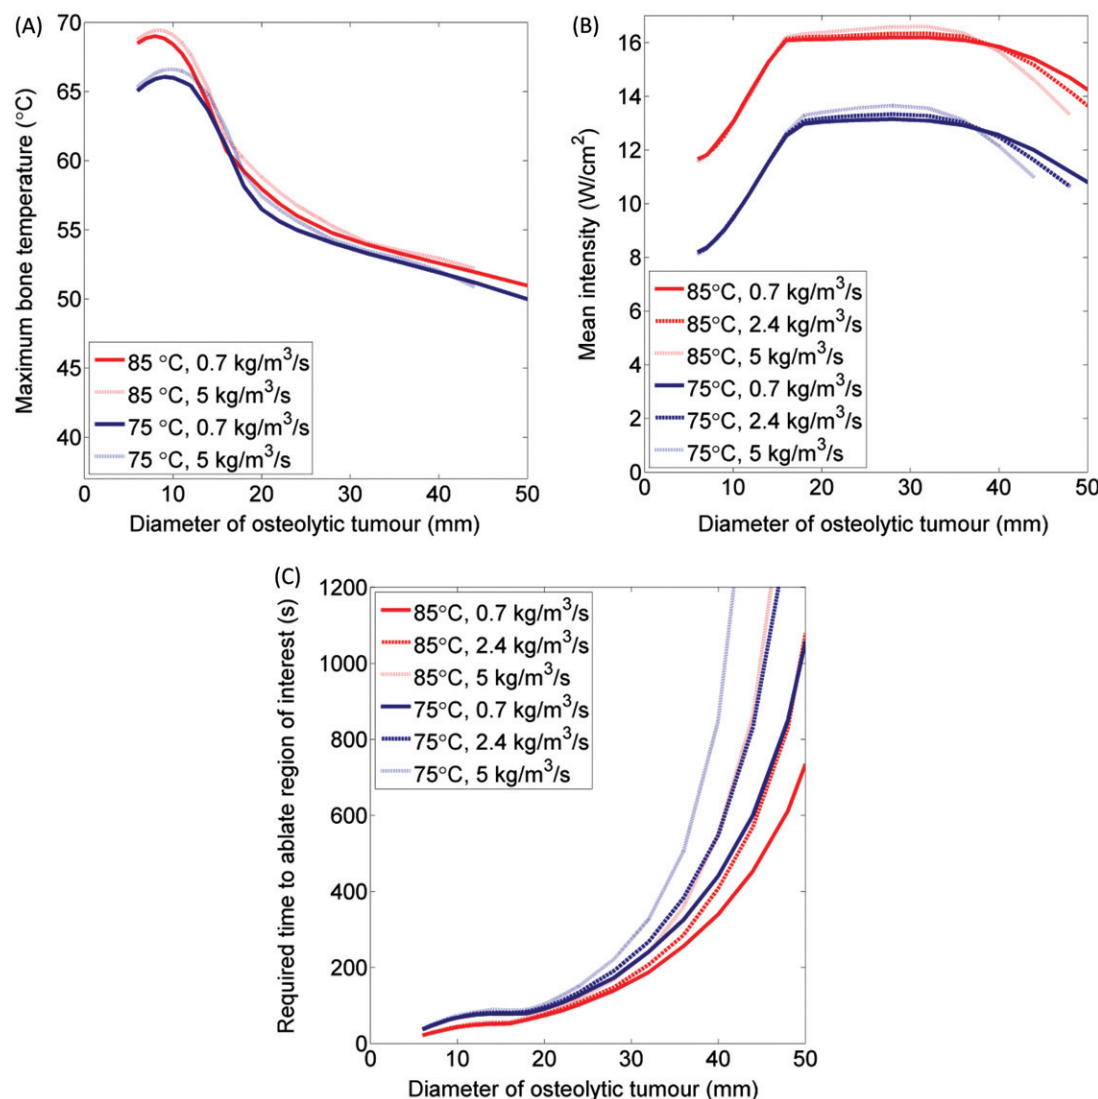 (A)
Maximum bone temperature (°C)
70
65
60
55
50
45
40
85 °C, 0.7 kg/m³/s
85 °C, 5 kg/m³/s
75 °C, 0.7 kg/m³/s
75 °C, 5 kg/m³/s
0 10 20 30 40 50
Diameter of osteolytic tumour (mm)
(B)
Mean intensity (W/cm²)
16
14
12
10
8
6
4
2
0
85°C, 0.7 kg/m³/s
85°C, 2.4 kg/m³/s
85°C, 5 kg/m³/s
75°C, 0.7 kg/m³/s
75°C, 2.4 kg/m³/s
75°C, 5 kg/m³/s
0 10 20 30 40 50
Diameter of osteolytic tumour (mm)
(C)
Required time to ablate region of interest (s)
1200
1000
800
600
400
200
0
85°C, 0.7 kg/m³/s
85°C, 2.4 kg/m³/s
85°C, 5 kg/m³/s
75°C, 0.7 kg/m³/s
75°C, 2.4 kg/m³/s
75°C, 5 kg/m³/s
0 10 20 30 40 50
Diameter of osteolytic tumour (mm)